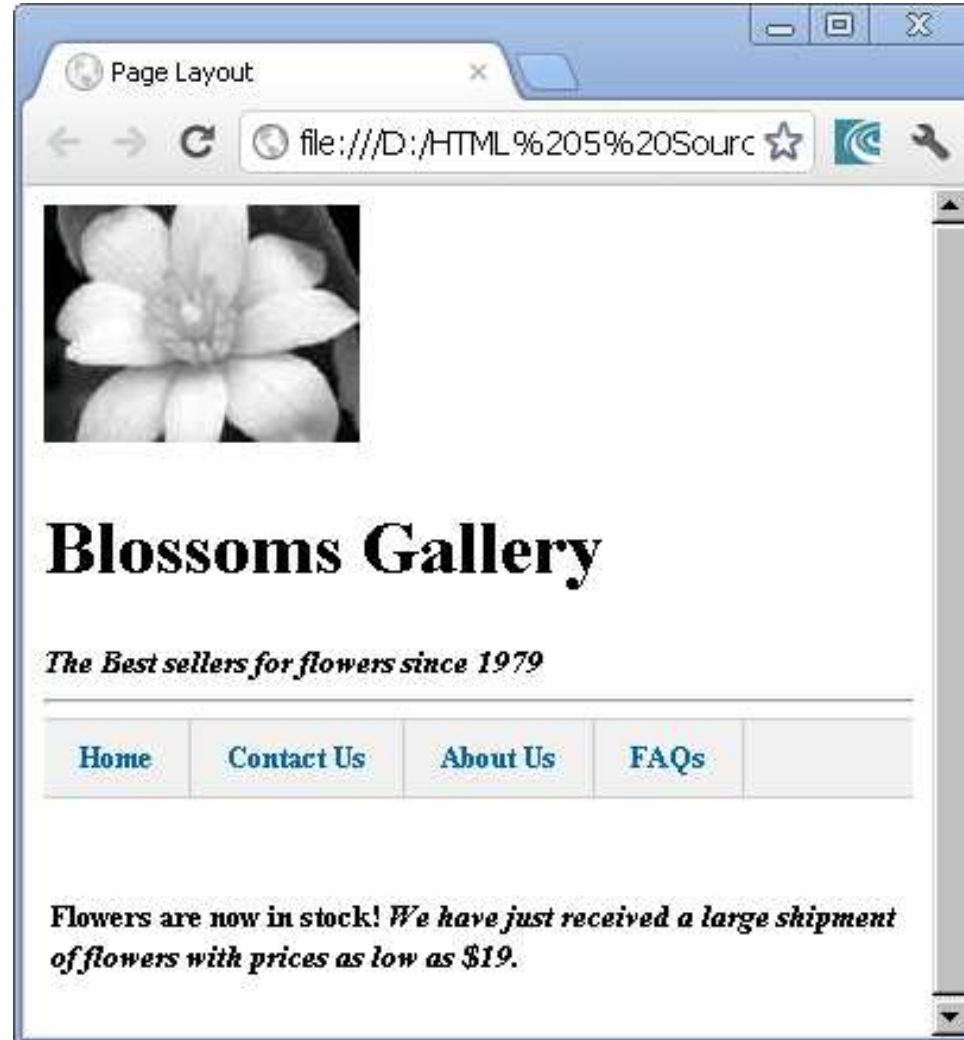 Page Layout
file:///D:/HTML%205%20Sourc
Blossoms Gallery
The Best sellers for flowers since 1979
Home Contact Us About Us FAQs
Flowers are now in stock! We have just received a large shipment
of flowers with prices as low as $19.